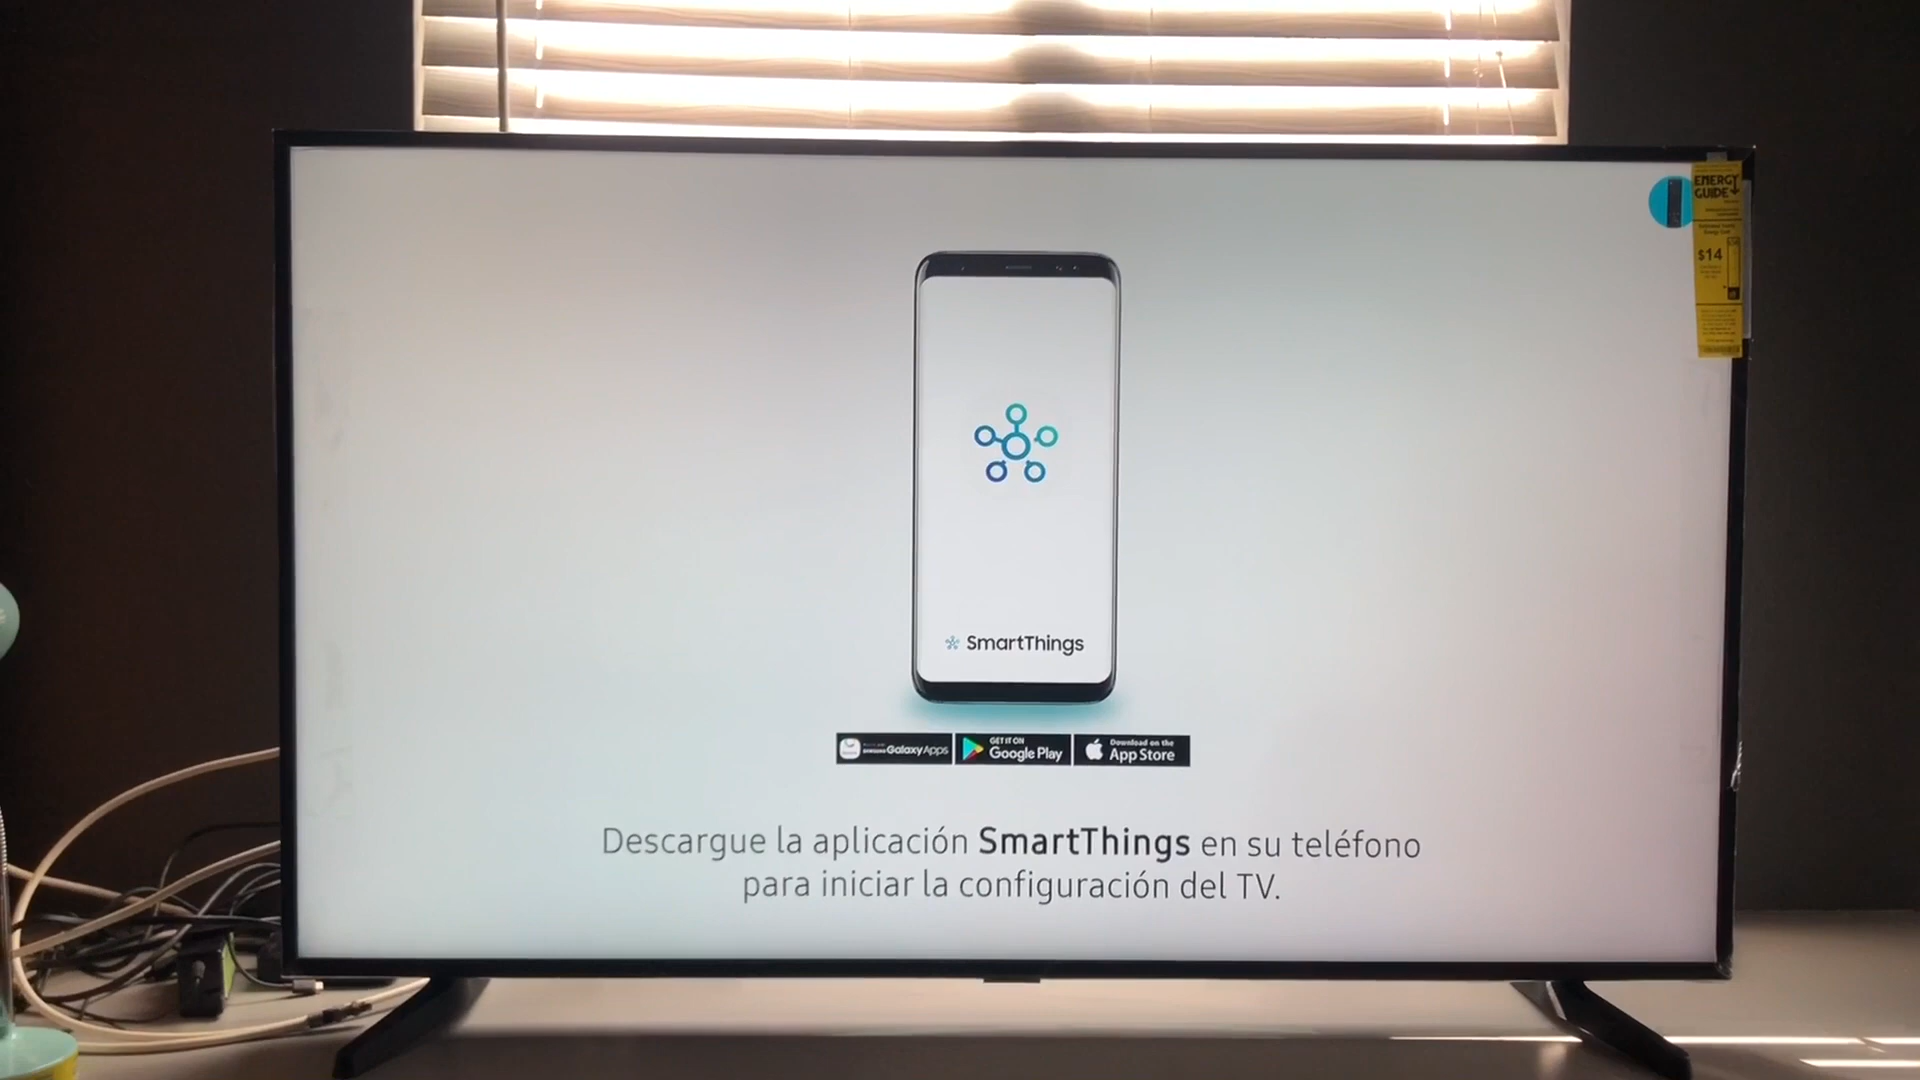 ENERGY
GUIDE
$14
SmartThings
SAMSUNG Galaxy Apps
GET IT ON
Google Play
Download on the
App Store
Descargue la aplicación SmartThings en su teléfono
para iniciar la configuración del TV.